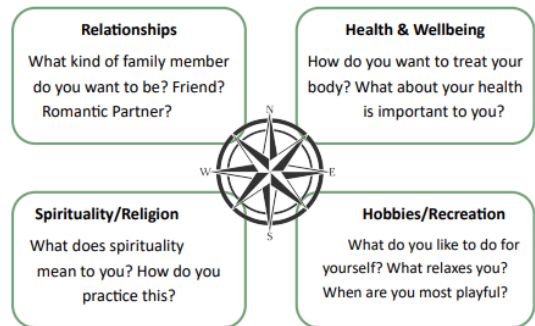 Relationships
What kind of family member
do you want to be? Friend?
Romantic Partner?
Health & Wellbeing
How do you want to treat your
body? What about your health
is important to you?
N
W
E
S
Spirituality/Religion
What does spirituality
mean to you? How do you
practice this?
Hobbies/Recreation
What do you like to do for
yourself? What relaxes you?
When are you most playful?